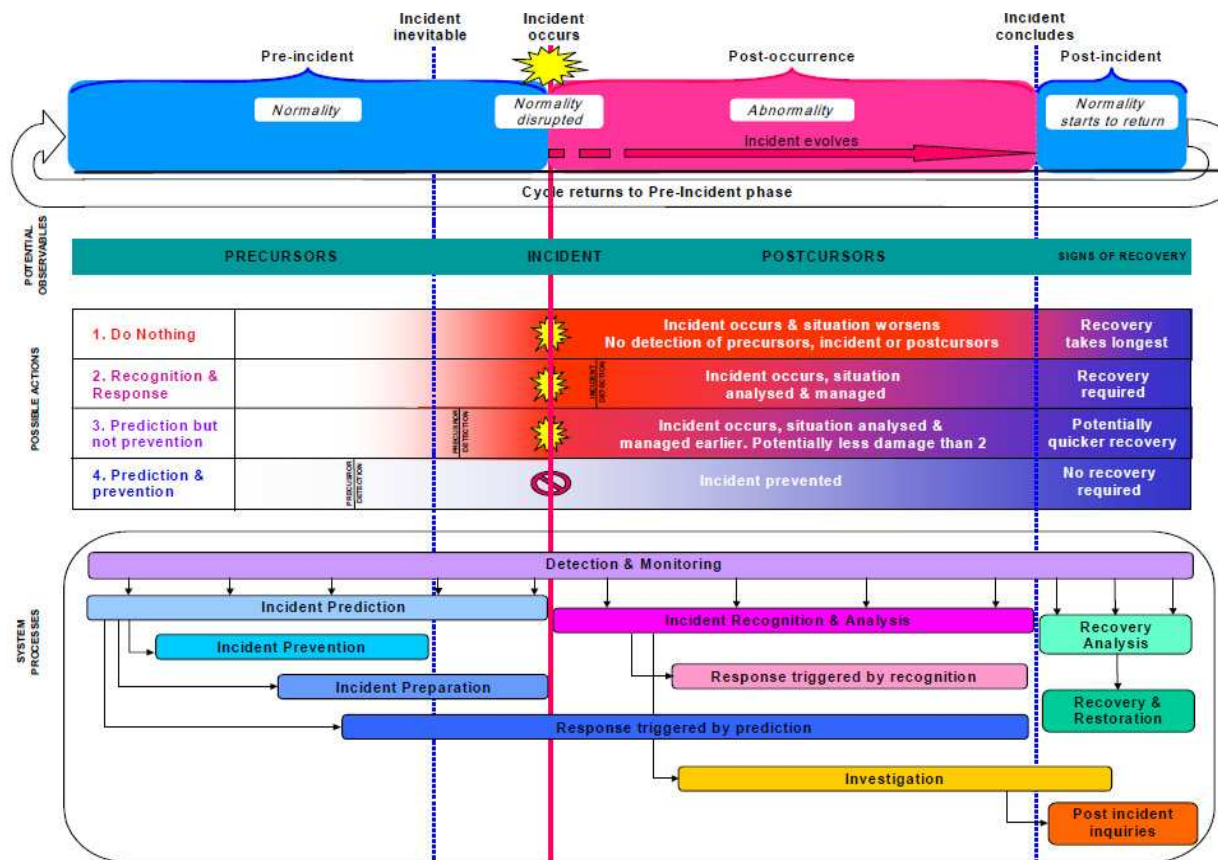 Incident
inevitable
Incident
occurs
Incident
concludes
Pre-incident
Post-occurrence
Post-incident
Normality
Normality
disrupted
Abnormality
Normality
starts to return
Incident evolves
Cycle returns to Pre-Incident phase
POTENTIAL
OBSERVABLES
PRECURSORS
INCIDENT
POSTCURSORS
SIGNS OF RECOVERY
POSSIBLE ACTIONS
1. Do Nothing
Incident occurs & situation worsens
No detection of precursors, incident or postcursors
Recovery
takes longest
2. Recognition &
Response
INCIDENT
DETECTION
Incident occurs, situation
analysed & managed
Recovery
required
3. Prediction but
not prevention
PRECURSOR
DETECTION
Incident occurs, situation analysed &
managed earlier. Potentially less damage than 2
Potentially
quicker recovery
4. Prediction &
prevention
PRECURSOR
DETECTION
Incident prevented
No recovery
required
SYSTEM
PROCESSES
Detection & Monitoring
Incident Prediction
Incident Recognition & Analysis
Recovery
Analysis
Incident Prevention
Response triggered by recognition
Incident Preparation
Recovery &
Restoration
Response triggered by prediction
Investigation
Post incident
inquiries